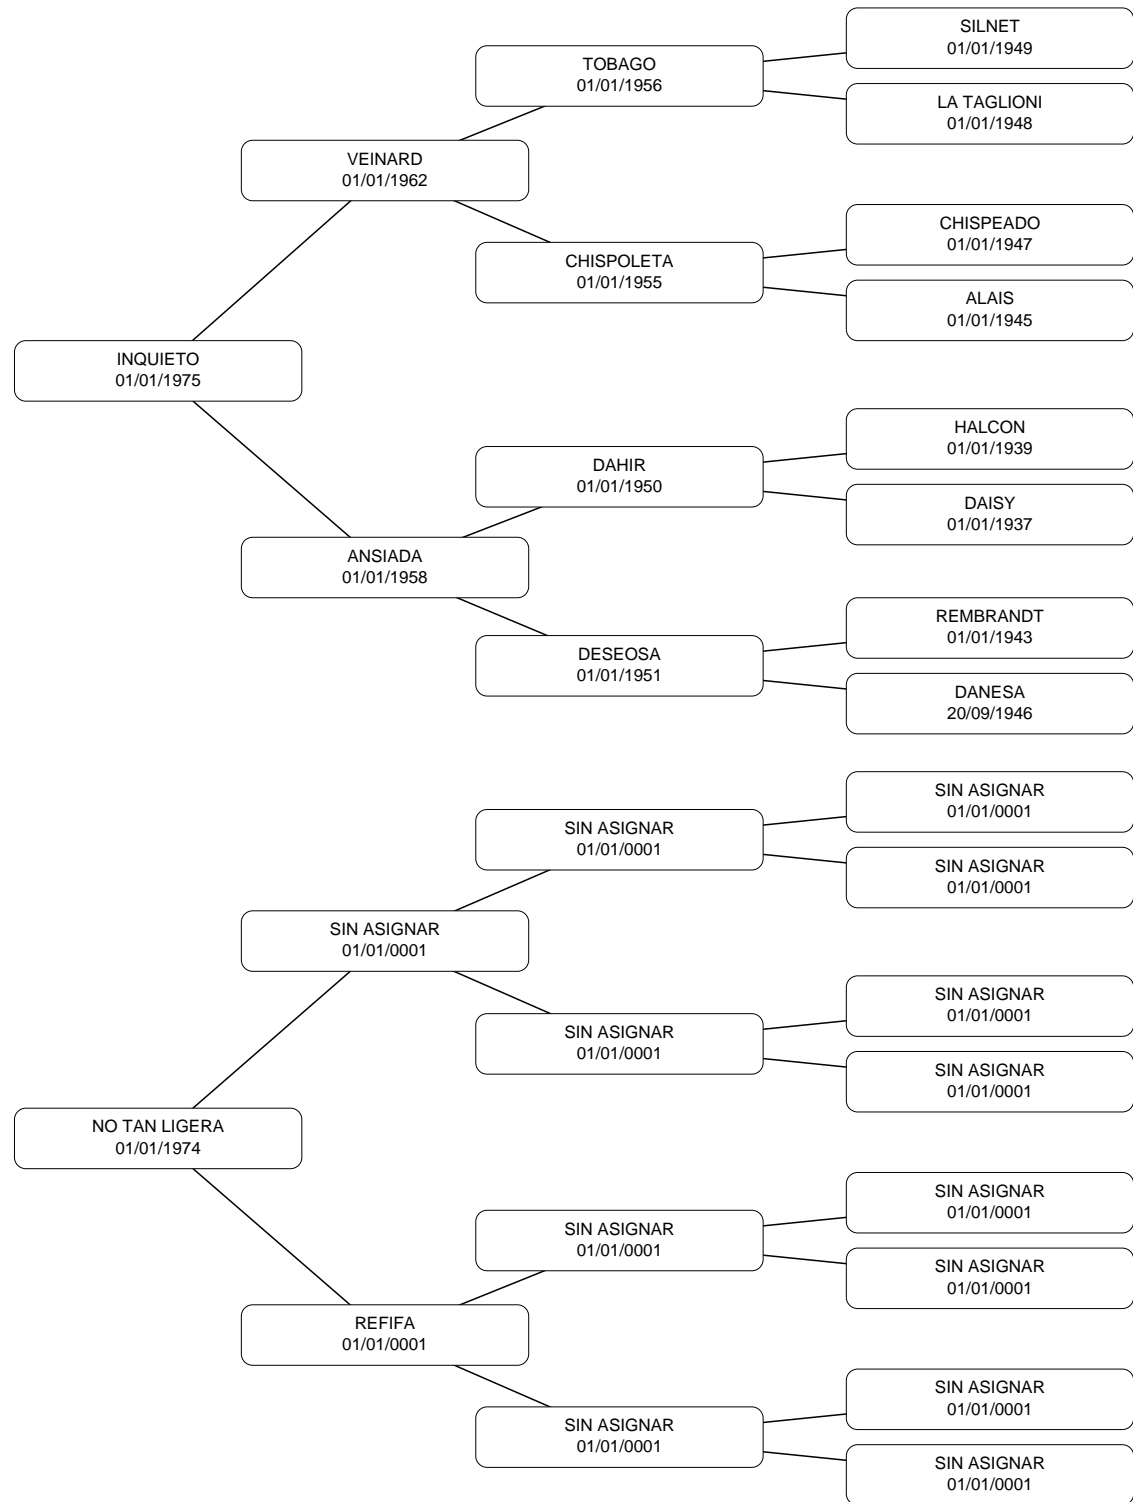 SILNET
01/01/1949
TOBAGO
01/01/1956
LA TAGLIONI
01/01/1948
VEINARD
01/01/1962
CHISPEADO
01/01/1947
CHISPOLETA
01/01/1955
ALAIS
01/01/1945
INQUIETO
01/01/1975
HALCON
01/01/1939
DAHIR
01/01/1950
DAISY
01/01/1937
ANSIADA
01/01/1958
REMBRANDT
01/01/1943
DESEOSA
01/01/1951
DANESA
20/09/1946
SIN ASIGNAR
01/01/0001
SIN ASIGNAR
01/01/0001
SIN ASIGNAR
01/01/0001
SIN ASIGNAR
01/01/0001
SIN ASIGNAR
01/01/0001
SIN ASIGNAR
01/01/0001
SIN ASIGNAR
01/01/0001
NO TAN LIGERA
01/01/1974
SIN ASIGNAR
01/01/0001
SIN ASIGNAR
01/01/0001
SIN ASIGNAR
01/01/0001
REFIFA
01/01/0001
SIN ASIGNAR
01/01/0001
SIN ASIGNAR
01/01/0001
SIN ASIGNAR
01/01/0001